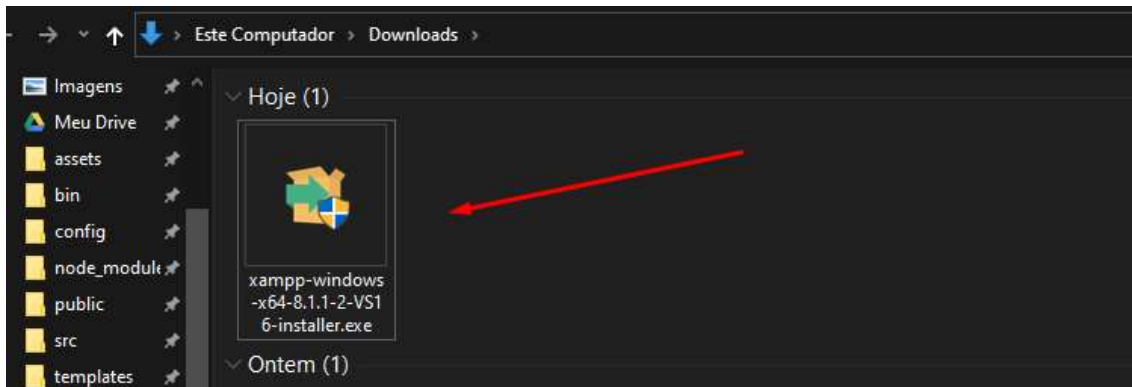 Este Computador > Downloads >
Imagens
Meu Drive
assets
bin
config
node_module
public
src
templates
Hoje (1)
xampp-windows
-x64-8.1.1-2-VS1
6-installer.exe
Ontem (1)